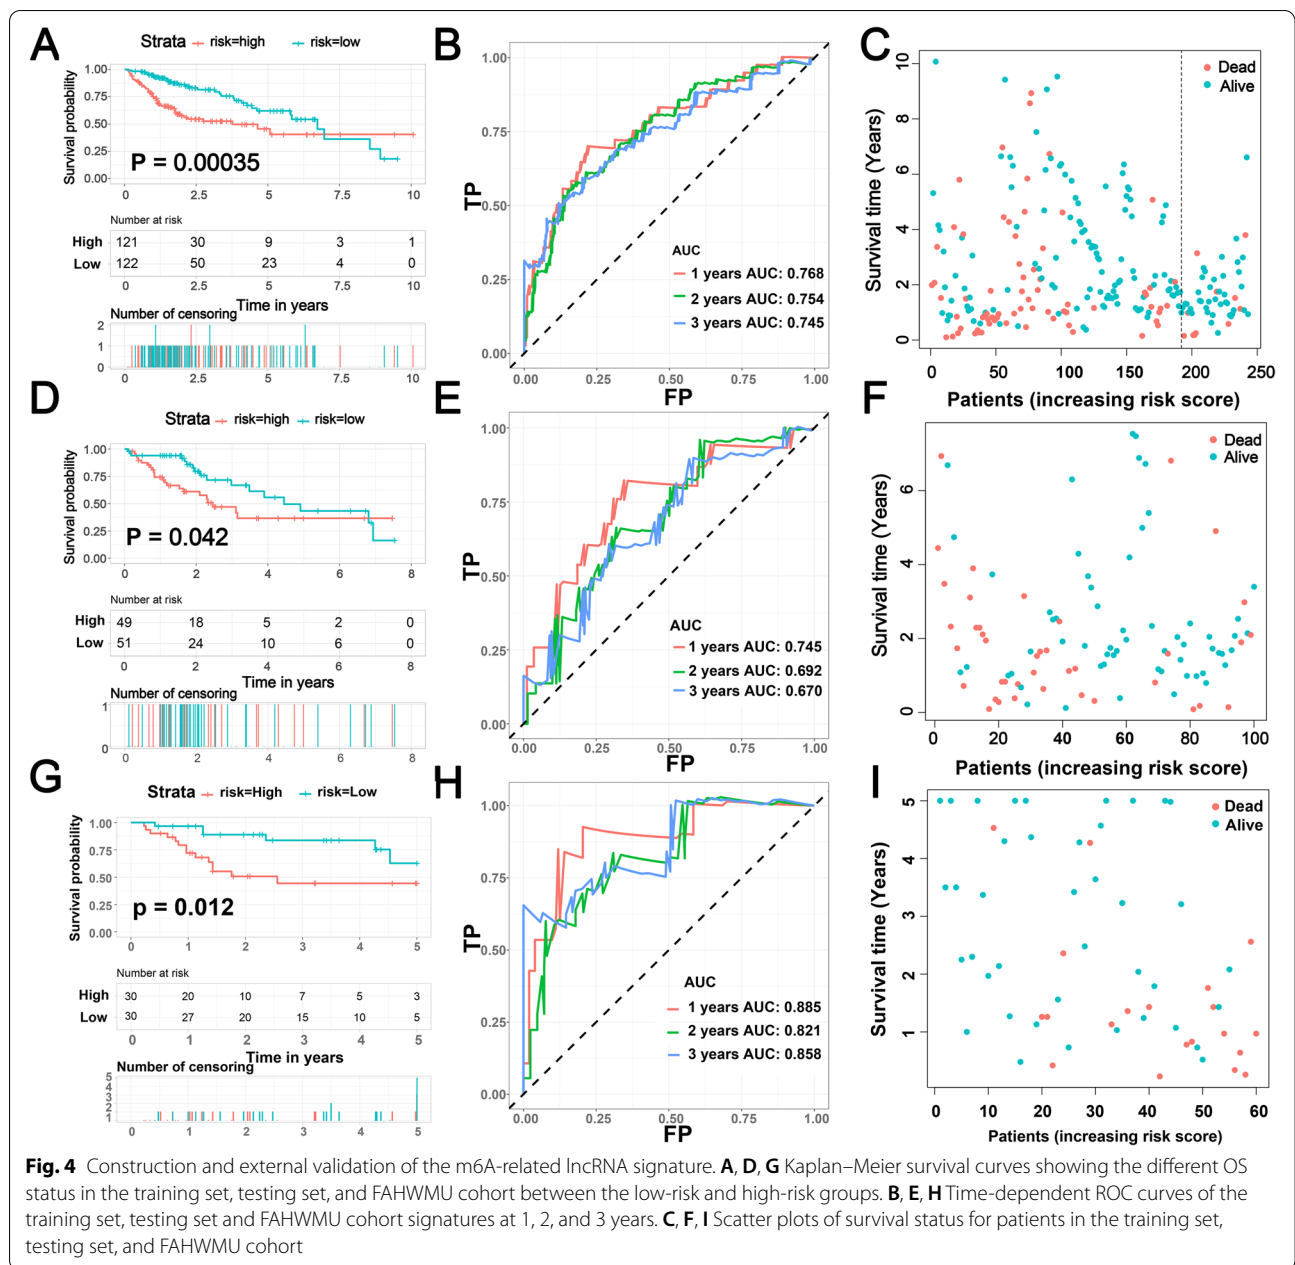 A
Strata risk=high risk=low
Survival probability
1.00
0.75
0.50
0.25
0.00
P = 0.00035
0 2.5 5 7.5 10
Number at risk
High 121 30 9 3 1
Low 122 50 23 4 0
0 2.5 5 7.5 10
Time in years
Number of censoring
2
1
0
0 2.5 5 7.5 10
B
TP
1.00
0.75
0.50
0.25
0.00
AUC
1 years AUC: 0.768
2 years AUC: 0.754
3 years AUC: 0.745
0.00 0.25 0.50 0.75 1.00
FP
C
Survival time (Years)
10
8
6
4
2
0
Dead
Alive
0 50 100 150 200 250
Patients (increasing risk score)
D
Strata risk=high risk=low
Survival probability
1.00
0.75
0.50
0.25
0.00
P = 0.042
0 2 4 6 8
Number at risk
High 49 18 5 2 0
Low 51 24 10 6 0
0 2 4 6 8
Time in years
Number of censoring
1
0
0 2 4 6 8
E
TP
1.00
0.75
0.50
0.25
0.00
AUC
1 years AUC: 0.745
2 years AUC: 0.692
3 years AUC: 0.670
0.00 0.25 0.50 0.75 1.00
FP
F
Survival time (Years)
6
4
2
0
Dead
Alive
0 20 40 60 80 100
Patients (increasing risk score)
G
Strata risk=High risk=Low
Survival probability
1.00
0.75
0.50
0.25
0.00
p = 0.012
0 1 2 3 4 5
Number at risk
High 30 20 10 7 5 3
Low 30 27 20 15 10 5
0 1 2 3 4 5
Time in years
Number of censoring
5
4
3
2
1
0 1 2 3 4 5
H
TP
1.00
0.75
0.50
0.25
0.00
AUC
1 years AUC: 0.885
2 years AUC: 0.821
3 years AUC: 0.858
0.00 0.25 0.50 0.75 1.00
FP
I
Survival time (Years)
5
4
3
2
1
Dead
Alive
0 10 20 30 40 50 60
Patients (increasing risk score)
Fig. 4 Construction and external validation of the m6A-related lncRNA signature. A, D, G Kaplan–Meier survival curves showing the different OS
status in the training set, testing set, and FAHWMU cohort between the low-risk and high-risk groups. B, E, H Time-dependent ROC curves of the
training set, testing set and FAHWMU cohort signatures at 1, 2, and 3 years. C, F, I Scatter plots of survival status for patients in the training set,
testing set, and FAHWMU cohort